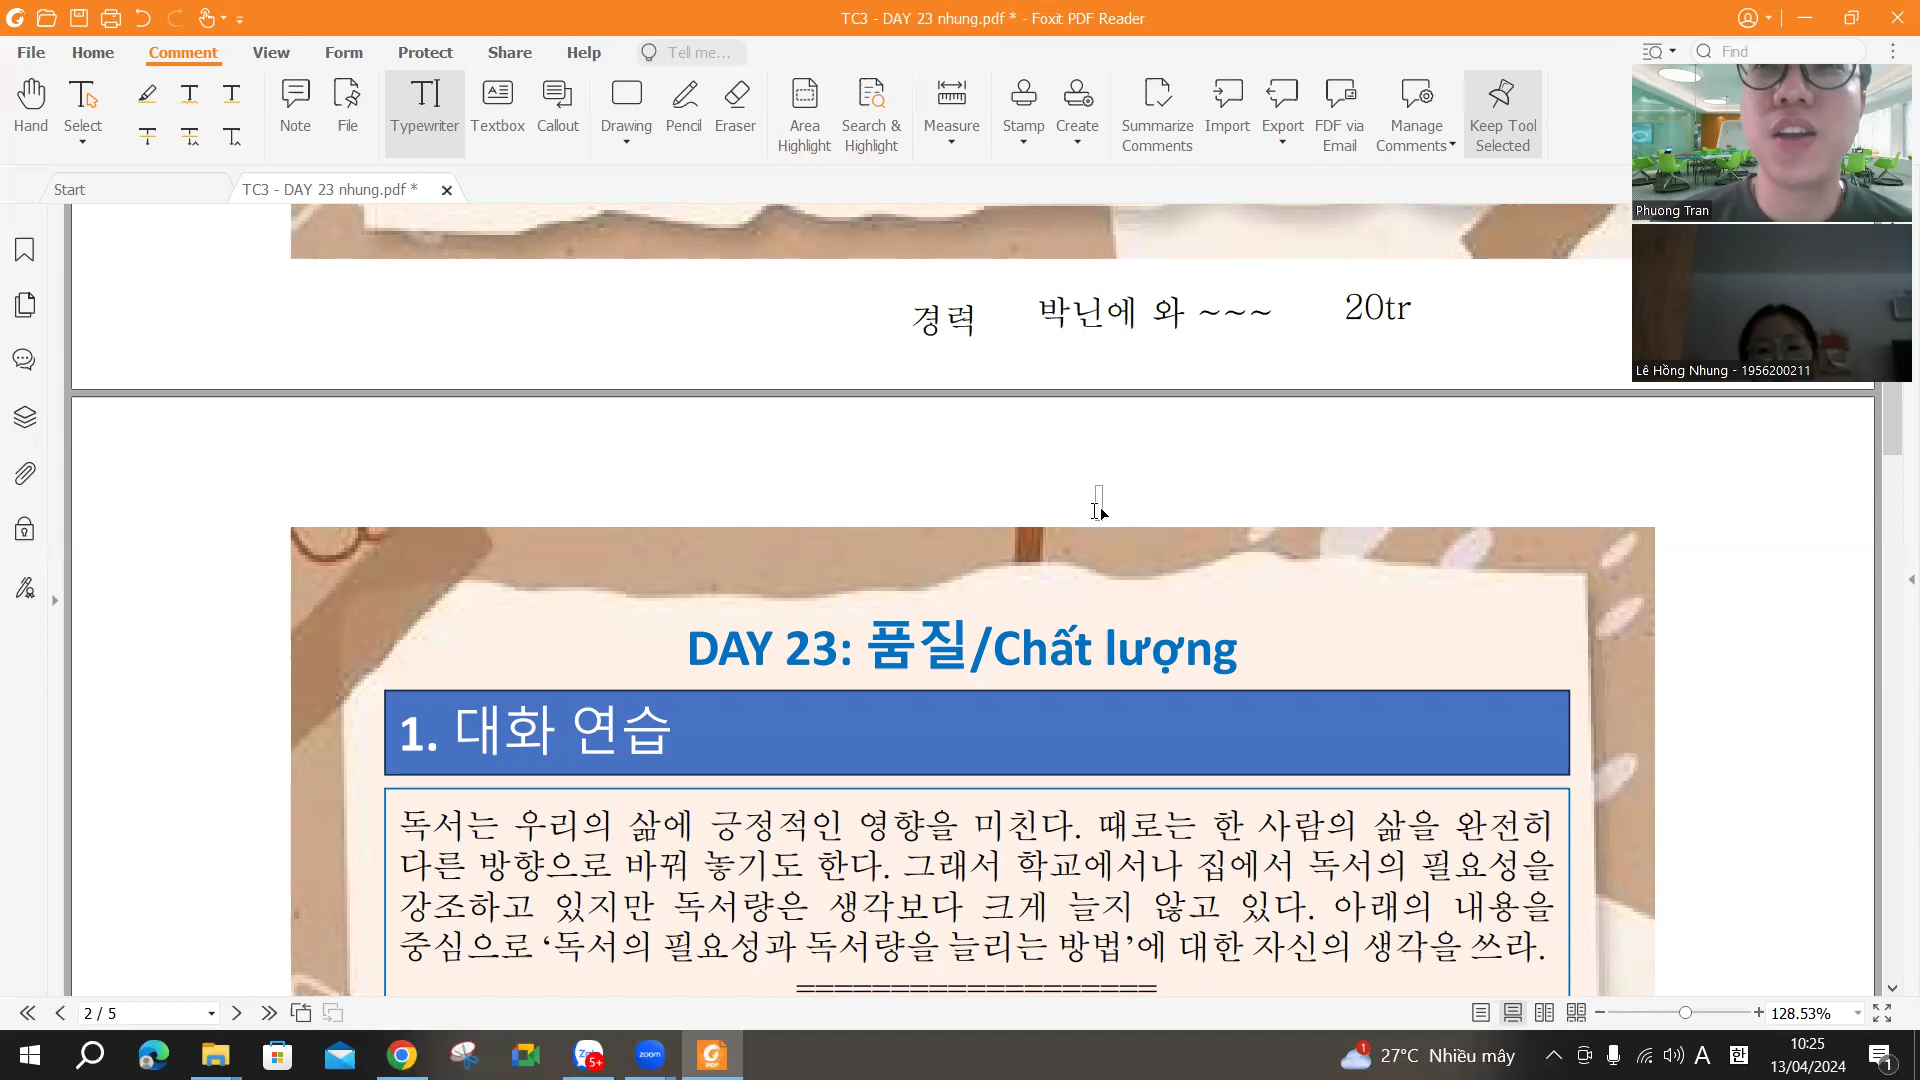 TC3 - DAY 23 nhung.pdf * - Foxit PDF Reader
File Home Comment View Form Protect Share Help Tell me... Find
Hand Select Note File Typewriter Textbox Callout Drawing Pencil Eraser Area Highlight Search & Highlight Measure Stamp Create Summarize Comments Import Export FDF via Email Manage Comments Keep Tool Selected
Start TC3 - DAY 23 nhung.pdf *
Phuong Tran
경력 박닌에 와 ~~~ 20tr
Lê Hồng Nhung - 1956200211
DAY 23: 품질/Chất lượng
1. 대화 연습
독서는 우리의 삶에 긍정적인 영향을 미친다. 때로는 한 사람의 삶을 완전히
다른 방향으로 바꿔 놓기도 한다. 그래서 학교에서나 집에서 독서의 필요성을
강조하고 있지만 독서량은 생각보다 크게 늘지 않고 있다. 아래의 내용을
중심으로 ‘독서의 필요성과 독서량을 늘리는 방법’에 대한 자신의 생각을 쓰라.
===================
2 / 5 128.53%
5+ zoom PDF 1 27°C Nhiều mây A 한 10:25
13/04/2024 1